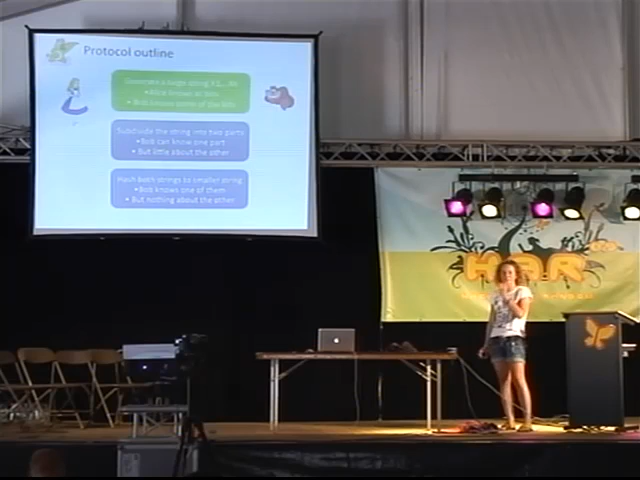 Protocol outline
Generate a large string X1... Xn
• Alice knows all bits
• Bob knows some of the bits
Subdivide the string into two parts
• Bob can know one part
• But little about the other
Hash both strings to smaller string
• Bob knows one of them
• But nothing about the other
HAR